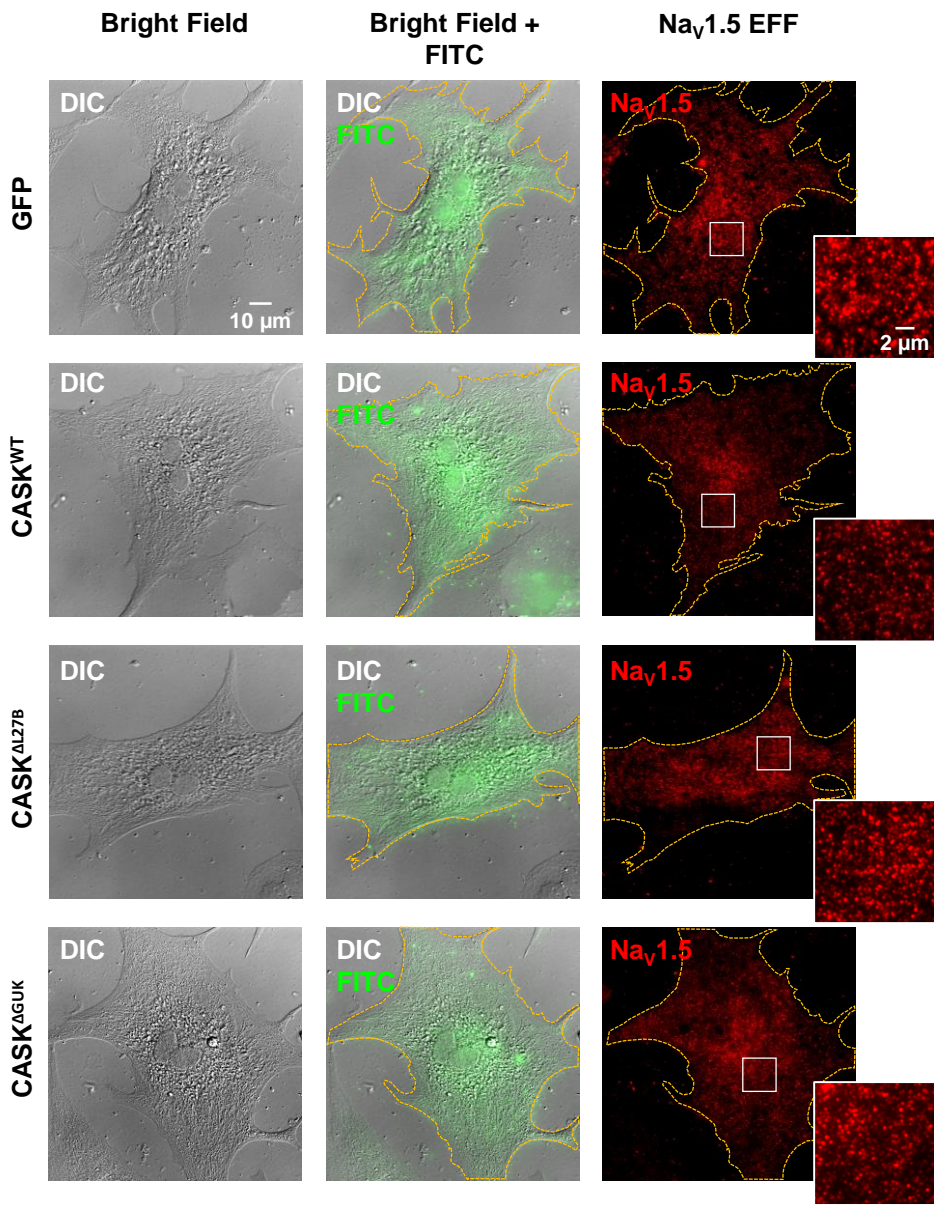 Bright Field
Bright Field +
FITC
NaV1.5 EFF
GFP
DIC
10 µm
DIC
FITC
NaV1.5
2 µm
CASKWT
DIC
DIC
FITC
NaV1.5
CASKΔL27B
DIC
DIC
FITC
NaV1.5
CASKΔGUK
DIC
DIC
FITC
NaV1.5